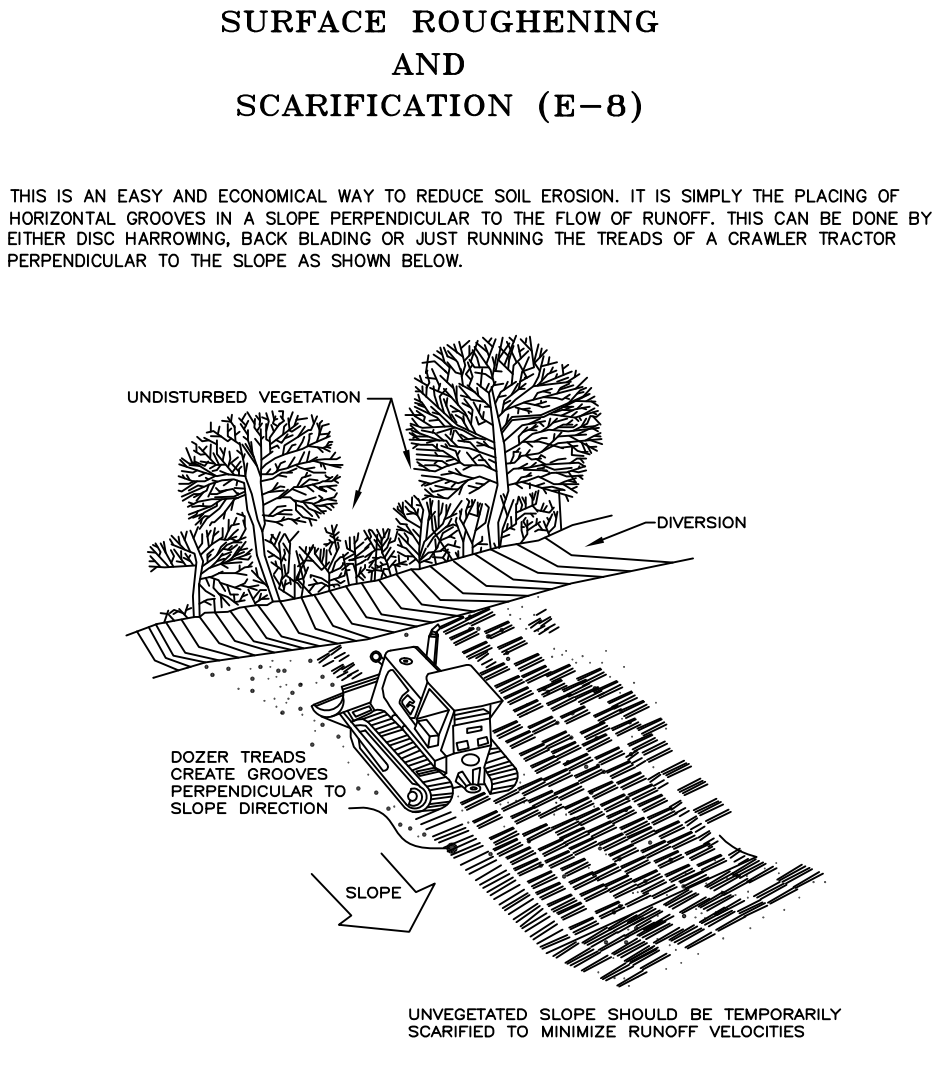 SURFACE ROUGHENING
AND
SCARIFICATION (E-8)
THIS IS AN EASY AND ECONOMICAL WAY TO REDUCE SOIL EROSION. IT IS SIMPLY THE PLACING OF
HORIZONTAL GROOVES IN A SLOPE PERPENDICULAR TO THE FLOW OF RUNOFF. THIS CAN BE DONE BY
EITHER DISC HARROWING, BACK BLADING OR JUST RUNNING THE TREADS OF A CRAWLER TRACTOR
PERPENDICULAR TO THE SLOPE AS SHOWN BELOW.
UNDISTURBED VEGETATION
DIVERSION
DOZER TREADS
CREATE GROOVES
PERPENDICULAR TO
SLOPE DIRECTION
SLOPE
UNVEGETATED SLOPE SHOULD BE TEMPORARILY
SCARIFIED TO MINIMIZE RUNOFF VELOCITIES